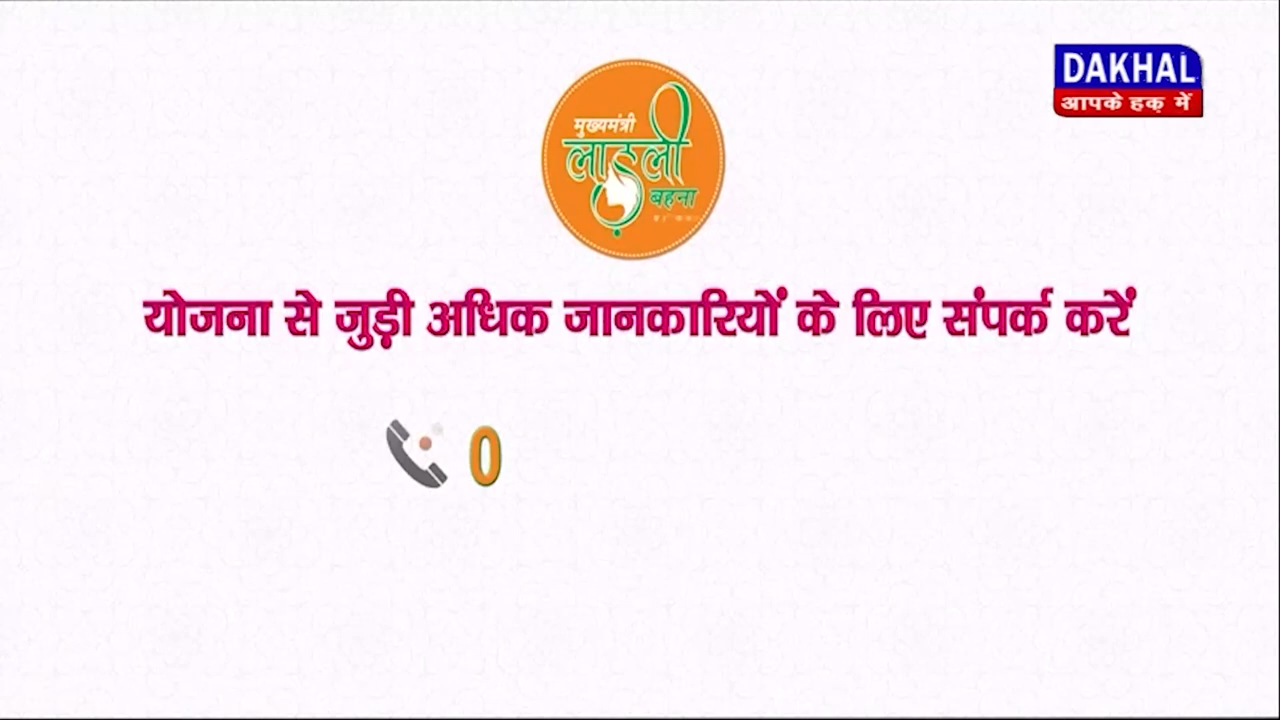 DAKHAL
आपके हक़ में
मुख्यमंत्री
लाड़ली
बहना
योजना से जुड़ी अधिक जानकारियों के लिए संपर्क करें
0